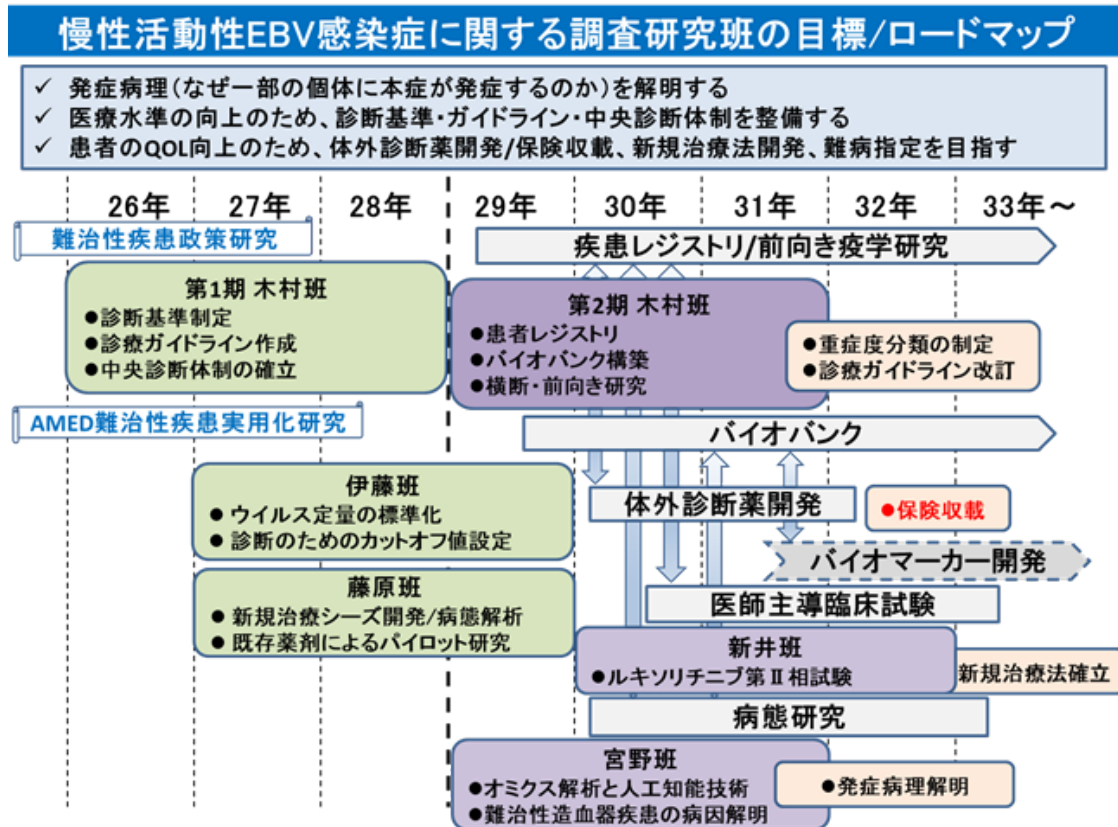 慢性活動性EBV感染症に関する調査研究班の目標/ロードマップ
✓ 発症病理(なぜ一部の個体に本症が発症するのか)を解明する
✓ 医療水準の向上のため、診断基準・ガイドライン・中央診断体制を整備する
✓ 患者のQOL向上のため、体外診断薬開発/保険収載、新規治療法開発、難病指定を目指す
26年 27年 28年 29年 30年 31年 32年 33年～
難治性疾患政策研究
疾患レジストリ/前向き疫学研究
第1期 木村班
●診断基準制定
●診療ガイドライン作成
●中央診断体制の確立
第2期 木村班
●患者レジストリ
●バイオバンク構築
●横断・前向き研究
●重症度分類の制定
●診療ガイドライン改訂
AMED難治性疾患実用化研究
バイオバンク
伊藤班
● ウイルス定量の標準化
● 診断のためのカットオフ値設定
体外診断薬開発
●保険収載
バイオマーカー開発
藤原班
● 新規治療シーズ開発/病態解析
● 既存薬剤によるパイロット研究
医師主導臨床試験
新井班
●ルキソリチニブ第Ⅱ相試験
新規治療法確立
病態研究
宮野班
●オミクス解析と人工知能技術
●難治性造血器疾患の病因解明
●発症病理解明